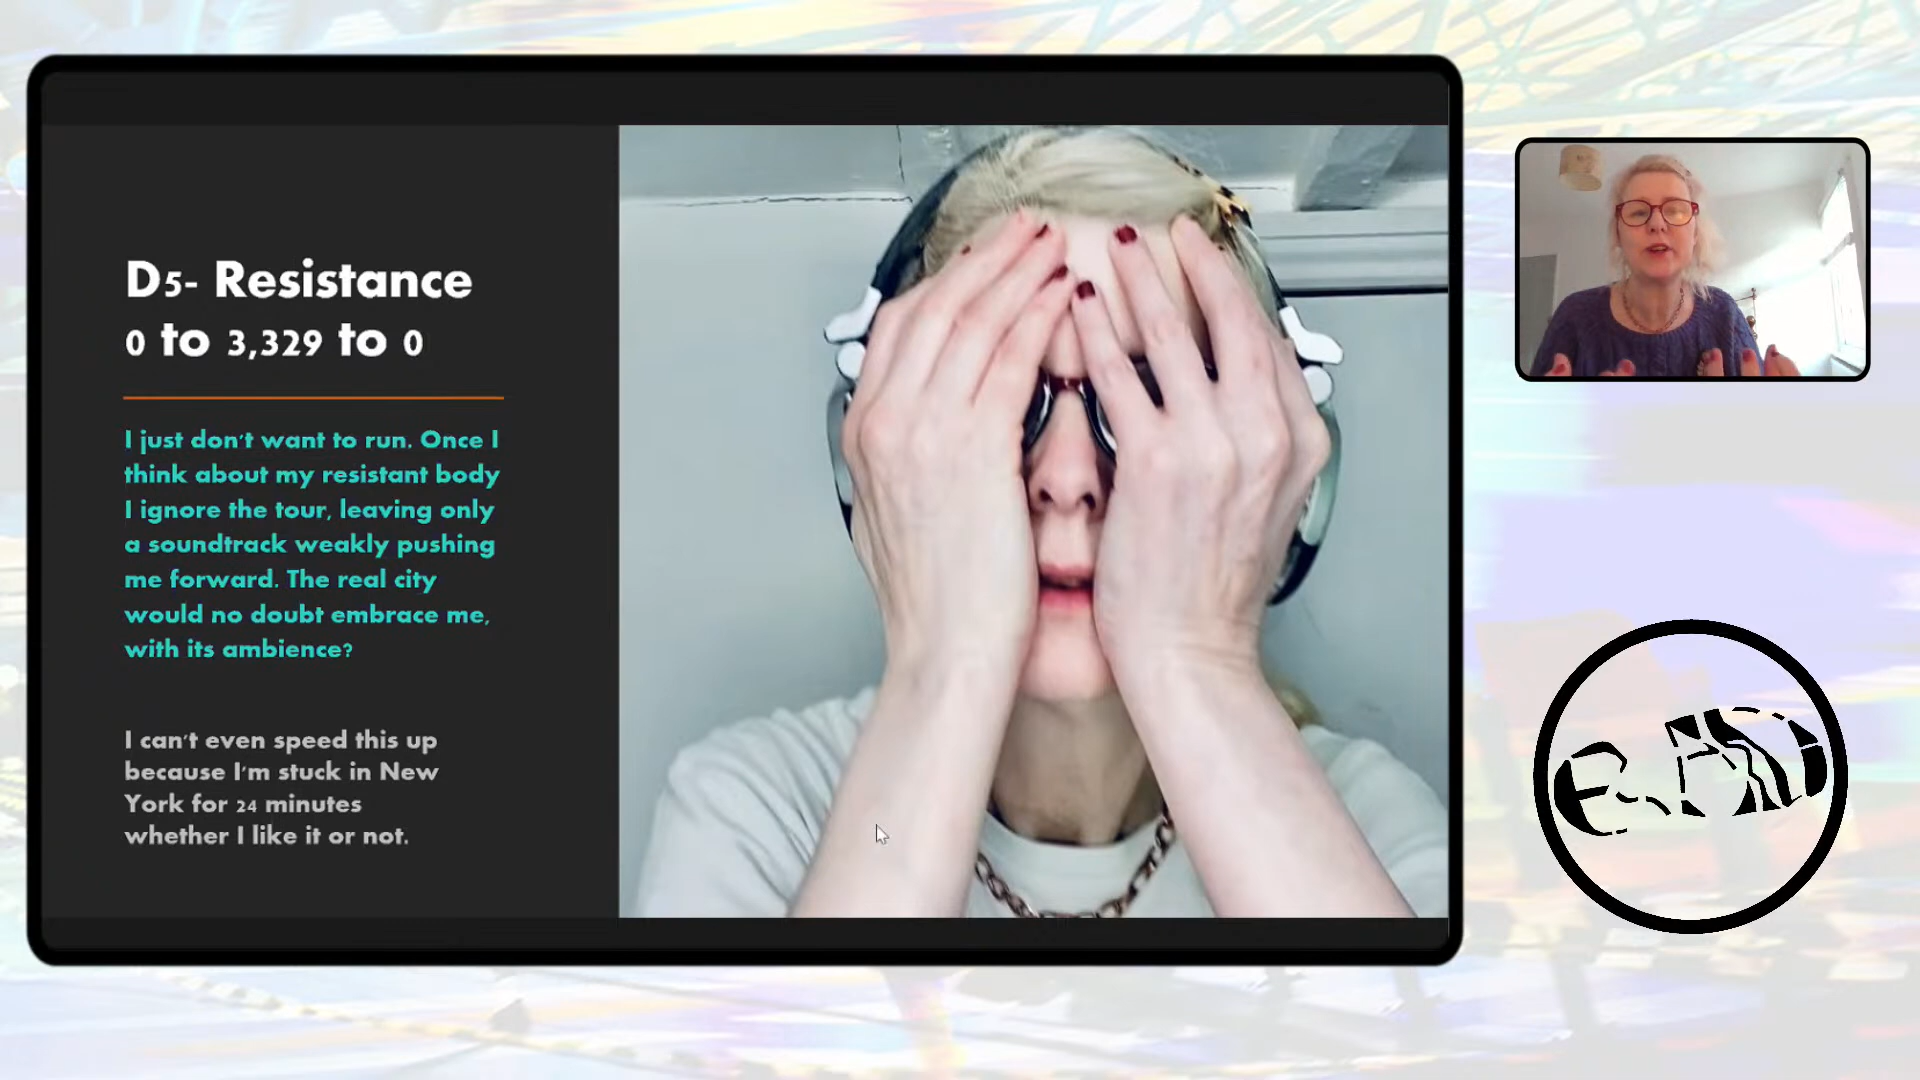 D5- Resistance
0 to 3,329 to 0
I just don't want to run. Once I
think about my resistant body
I ignore the tour, leaving only
a soundtrack weakly pushing
me forward. The real city
would no doubt embrace me,
with its ambience?
I can't even speed this up
because I'm stuck in New
York for 24 minutes
whether I like it or not.